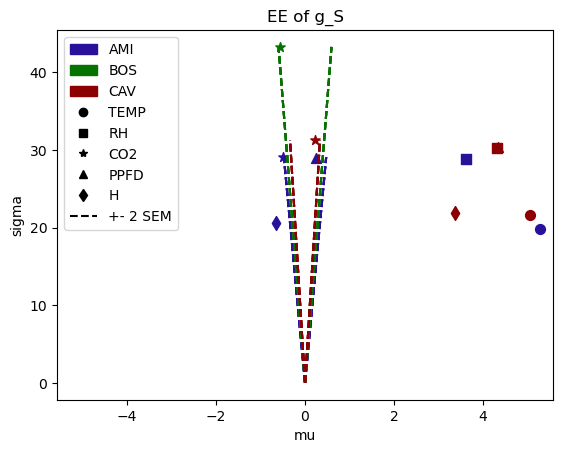 EE of g_S
AMI
BOS
CAV
TEMP
RH
CO2
PPFD
H
+- 2 SEM
sigma
40
30
20
10
0
−4
−2
0
2
4
mu